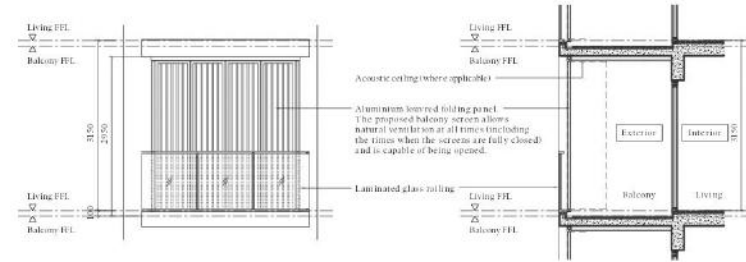 Living FFL
Balcony FFL
3150
2950
Living FFL
100
Balcony FFL
Acoustic ceiling (where applicable)
Aluminium louvred folding panel.
The proposed balcony screen allows
natural ventilation at all times (including
the times when the screens are fully closed)
and is capable of being opened.
Laminated glass railing
Living FFL
Balcony FFL
Exterior
Interior
3150
Balcony
Living
Living FFL
Balcony FFL